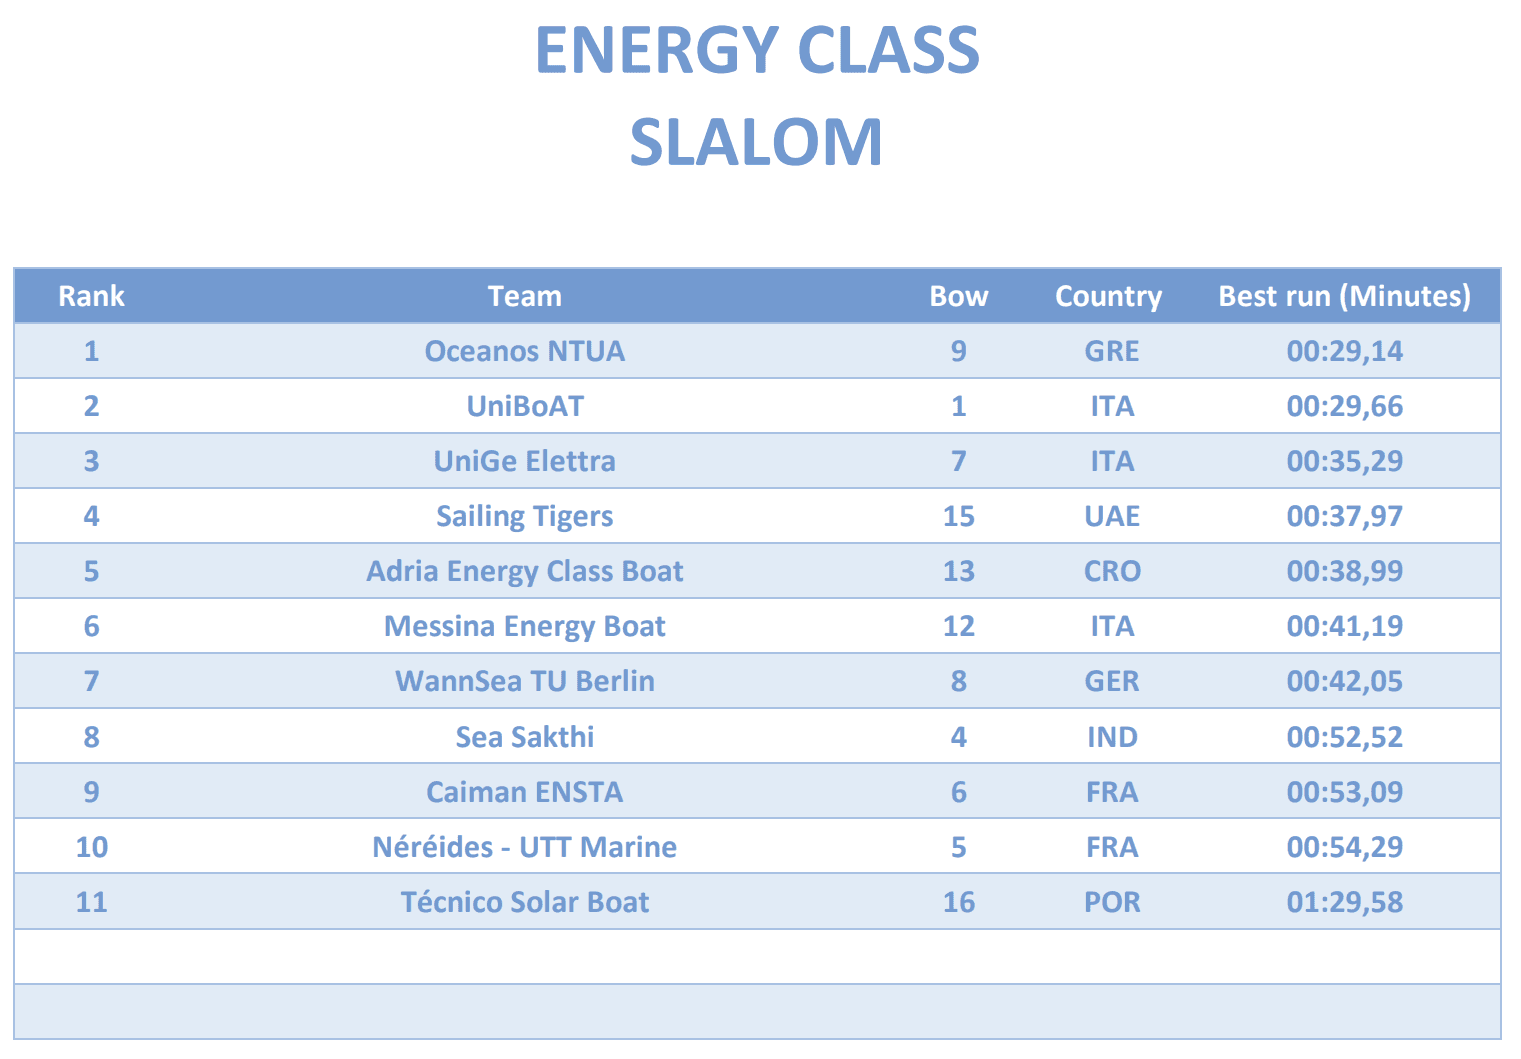 ENERGY CLASS
SLALOM
Rank Team Bow Country Best run (Minutes)
1 Oceanos NTUA 9 GRE 00:29,14
2 UniBoAT 1 ITA 00:29,66
3 UniGe Elettra 7 ITA 00:35,29
4 Sailing Tigers 15 UAE 00:37,97
5 Adria Energy Class Boat 13 CRO 00:38,99
6 Messina Energy Boat 12 ITA 00:41,19
7 WannSea TU Berlin 8 GER 00:42,05
8 Sea Sakthi 4 IND 00:52,52
9 Caiman ENSTA 6 FRA 00:53,09
10 Néréides - UTT Marine 5 FRA 00:54,29
11 Técnico Solar Boat 16 POR 01:29,58